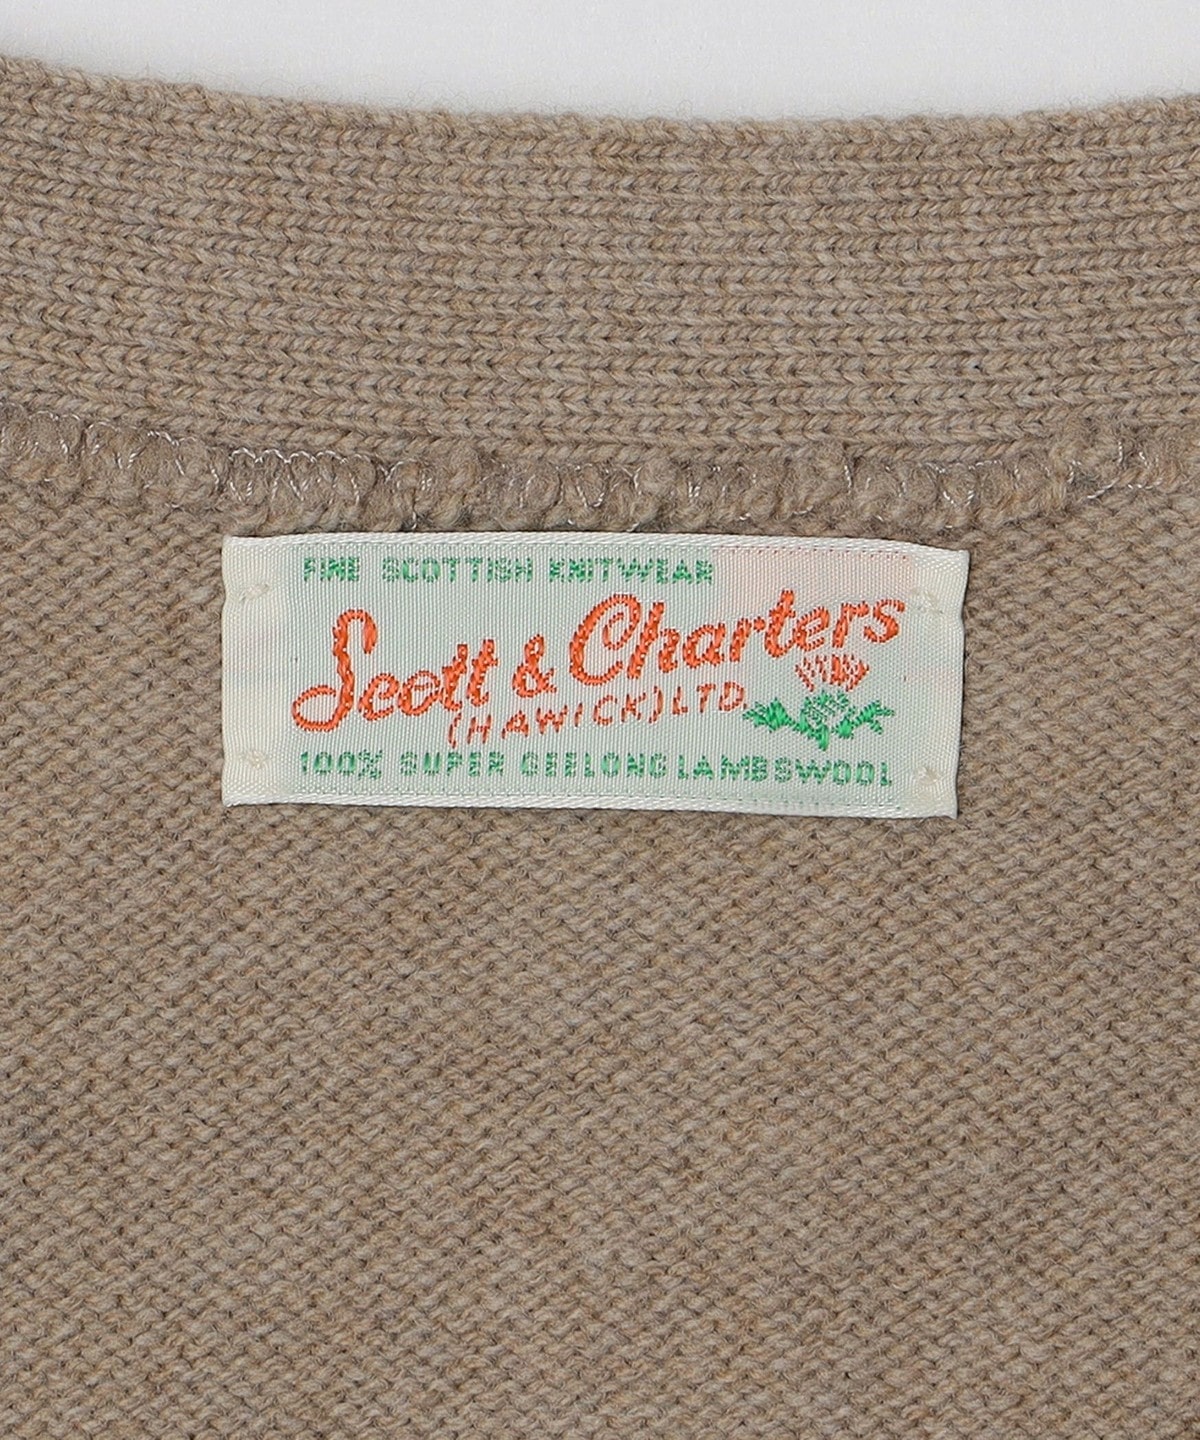 FINE SCOTTISH KNITWEAR
Scott & Charters
(HAWICK) LTD
100% SUPER GEELONG LAMBSWOOL